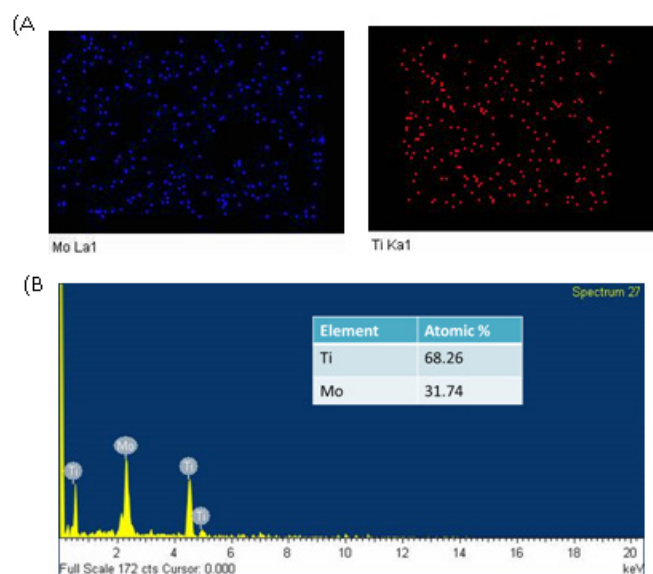 (A
Mo La1
Ti Ka1
(B
Spectrum 27
Element Atomic %
Ti 68.26
Mo 31.74
Mo
Ti
Ti
Ti
2 4 6 8 10 12 14 16 18 20
Full Scale 172 cts Cursor: 0.000 keV